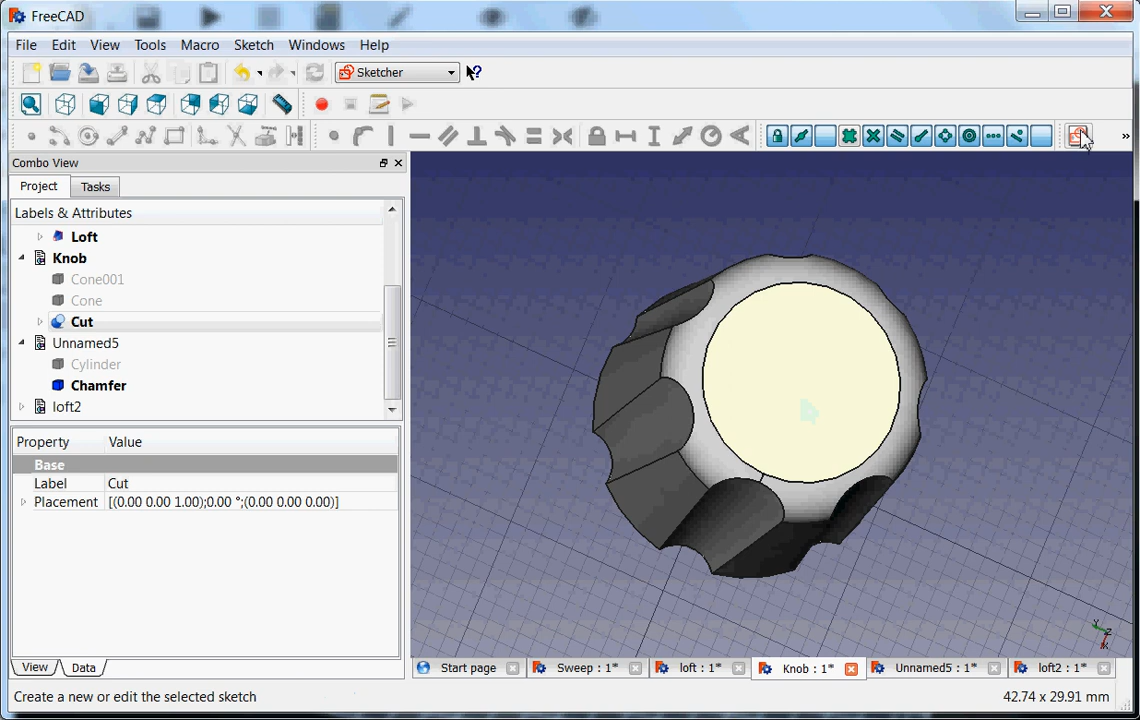 FreeCAD
File Edit View Tools Macro Sketch Windows Help
Sketcher
Combo View
Project Tasks
Labels & Attributes
Loft
Knob
Cone001
Cone
Cut
Unnamed5
Cylinder
Chamfer
loft2
Property Value
Base
Label Cut
Placement [(0.00 0.00 1.00);0.00 °;(0.00 0.00 0.00)]
View Data
Start page Sweep : 1* loft : 1* Knob : 1* Unnamed5 : 1* loft2 : 1*
Create a new or edit the selected sketch 42.74 x 29.91 mm